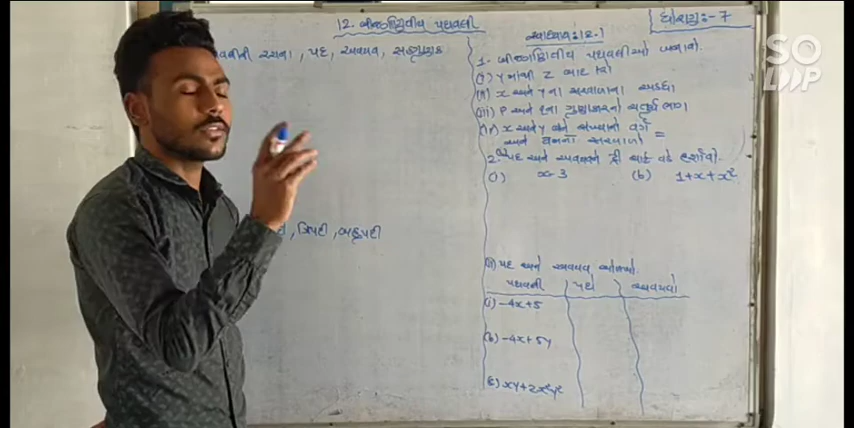 12. બીજગણિતીય પદાવલી
ધોરણ:- 7
પદાવલીની રચના, પદ, અવયવ, સહગુણક
, ત્રિપદી, બહુપદી
સ્વાધ્યાય: 12.1
1. બીજગણિતીય પદાવલીઓ બનાવો.
(i) y માંથી z બાદ કરો
(ii) x અને y ના સરવાળાના અડધા
(iii) P અને q ના ગુણાકારનો ચતુર્થ ભાગ
(iv) x અને y બંને સંખ્યાનો વર્ગ =
અને સરવાળો
2. (i) પદ અને અવયવને ટ્રી ચાર્ટ વડે દર્શાવો.
(i) x-3 (b) 1+x+x²
(ii) પદ અને અવયવ ઓળખો.
પદાવલી પદો અવયવો
(i) -4x+5
(b) -4x+5y
xy+2x²y²
SO
LOOP